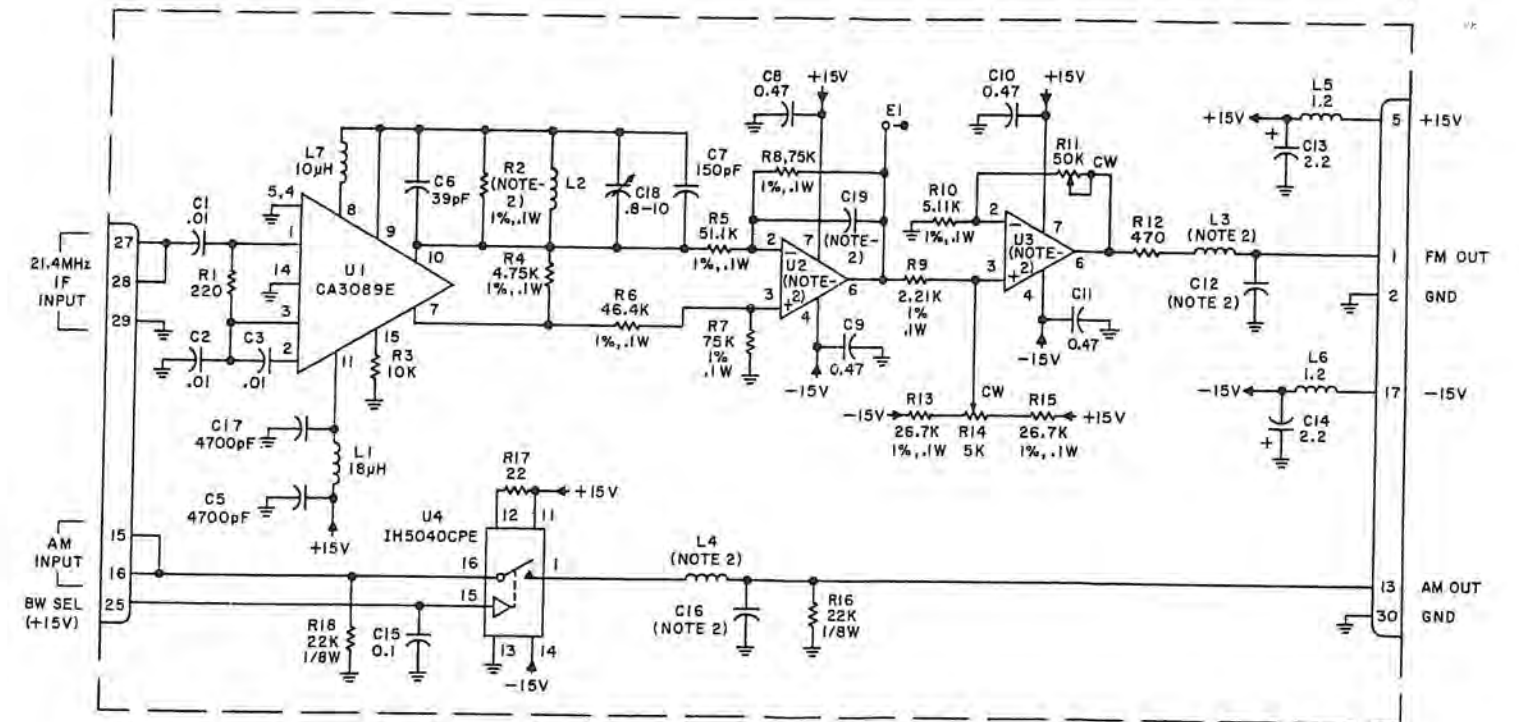 C8
0.47
+15V
E1
C10
0.47
+15V
L5
1.2
+15V
5
+15V
+
C13
2.2
L7
10μH
5,4
8
9
C6
39pF
R2
(NOTE-
2)
1%,.1W
L2
C18
.8-10
C7
150pF
R8,75K
1%,.1W
C19
(NOTE-
2)
R11
50K
CW
R10
5.11K
1%,.1W
C1
.01
27
28
29
21.4MHz
IF
INPUT
R1
220
1
14
3
2
U1
CA3089E
10
7
15
11
R4
4.75K
1%,.1W
R5
51.1K
1%,.1W
2
-
7
U2
(NOTE-
2)
3
+
4
6
R6
46.4K
1%,.1W
R7
75K
1%
.1W
R9
2.21K
1%
.1W
2
-
7
U3
(NOTE-
2)
3
+
4
6
R12
470
L3
(NOTE 2)
C12
(NOTE 2)
1
FM OUT
2
GND
C2
.01
C3
.01
R3
10K
C9
0.47
-15V
C11
0.47
-15V
L6
1.2
-15V
17
-15V
C14
2.2
+
-15V
R13
26.7K
1%,.1W
CW
R14
5K
R15
26.7K
1%,.1W
+15V
C17
4700pF
L1
18μH
C5
4700pF
+15V
R17
22
+15V
12
11
U4
IH5040CPE
16
1
15
13
14
-15V
AM
INPUT
15
16
BW SEL
(+15V)
25
R18
22K
1/8W
C15
0.1
L4
(NOTE 2)
C16
(NOTE 2)
R16
22K
1/8W
13
AM OUT
30
GND